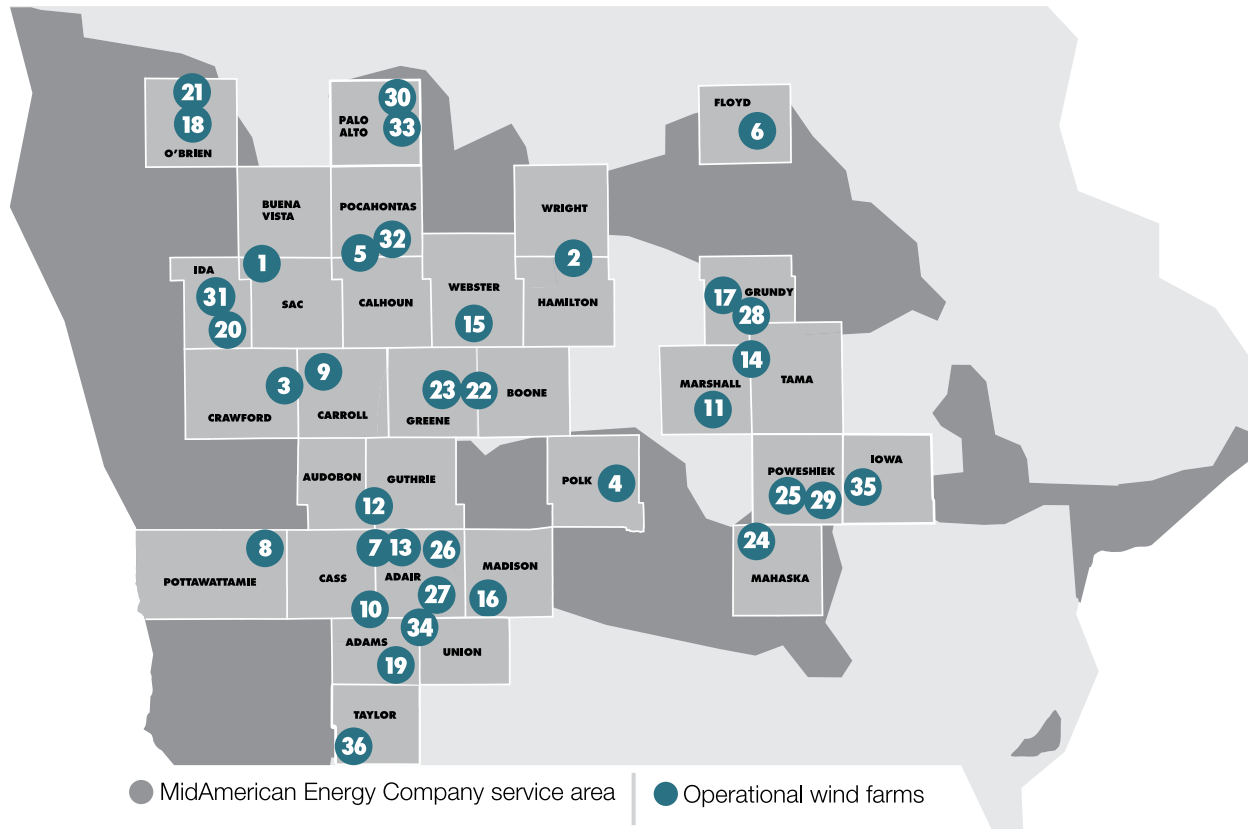 21
30
PALO
ALTO
33
FLOYD
6
18
O'BRIEN
BUENA
VISTA
POCAHONTAS
WRIGHT
32
5
2
1
IDA
31
SAC
CALHOUN
WEBSTER
HAMILTON
17
GRUNDY
28
20
15
14
MARSHALL
TAMA
11
3
9
23
22
BOONE
CRAWFORD
CARROLL
GREENE
AUDOBON
GUTHRIE
12
POLK
4
POWESHIEK
IOWA
25
29
35
24
MAHASKA
8
7
13
26
POTTAWATTAMIE
CASS
ADAIR
MADISON
10
27
16
34
ADAMS
UNION
19
TAYLOR
36
MidAmerican Energy Company service area
Operational wind farms